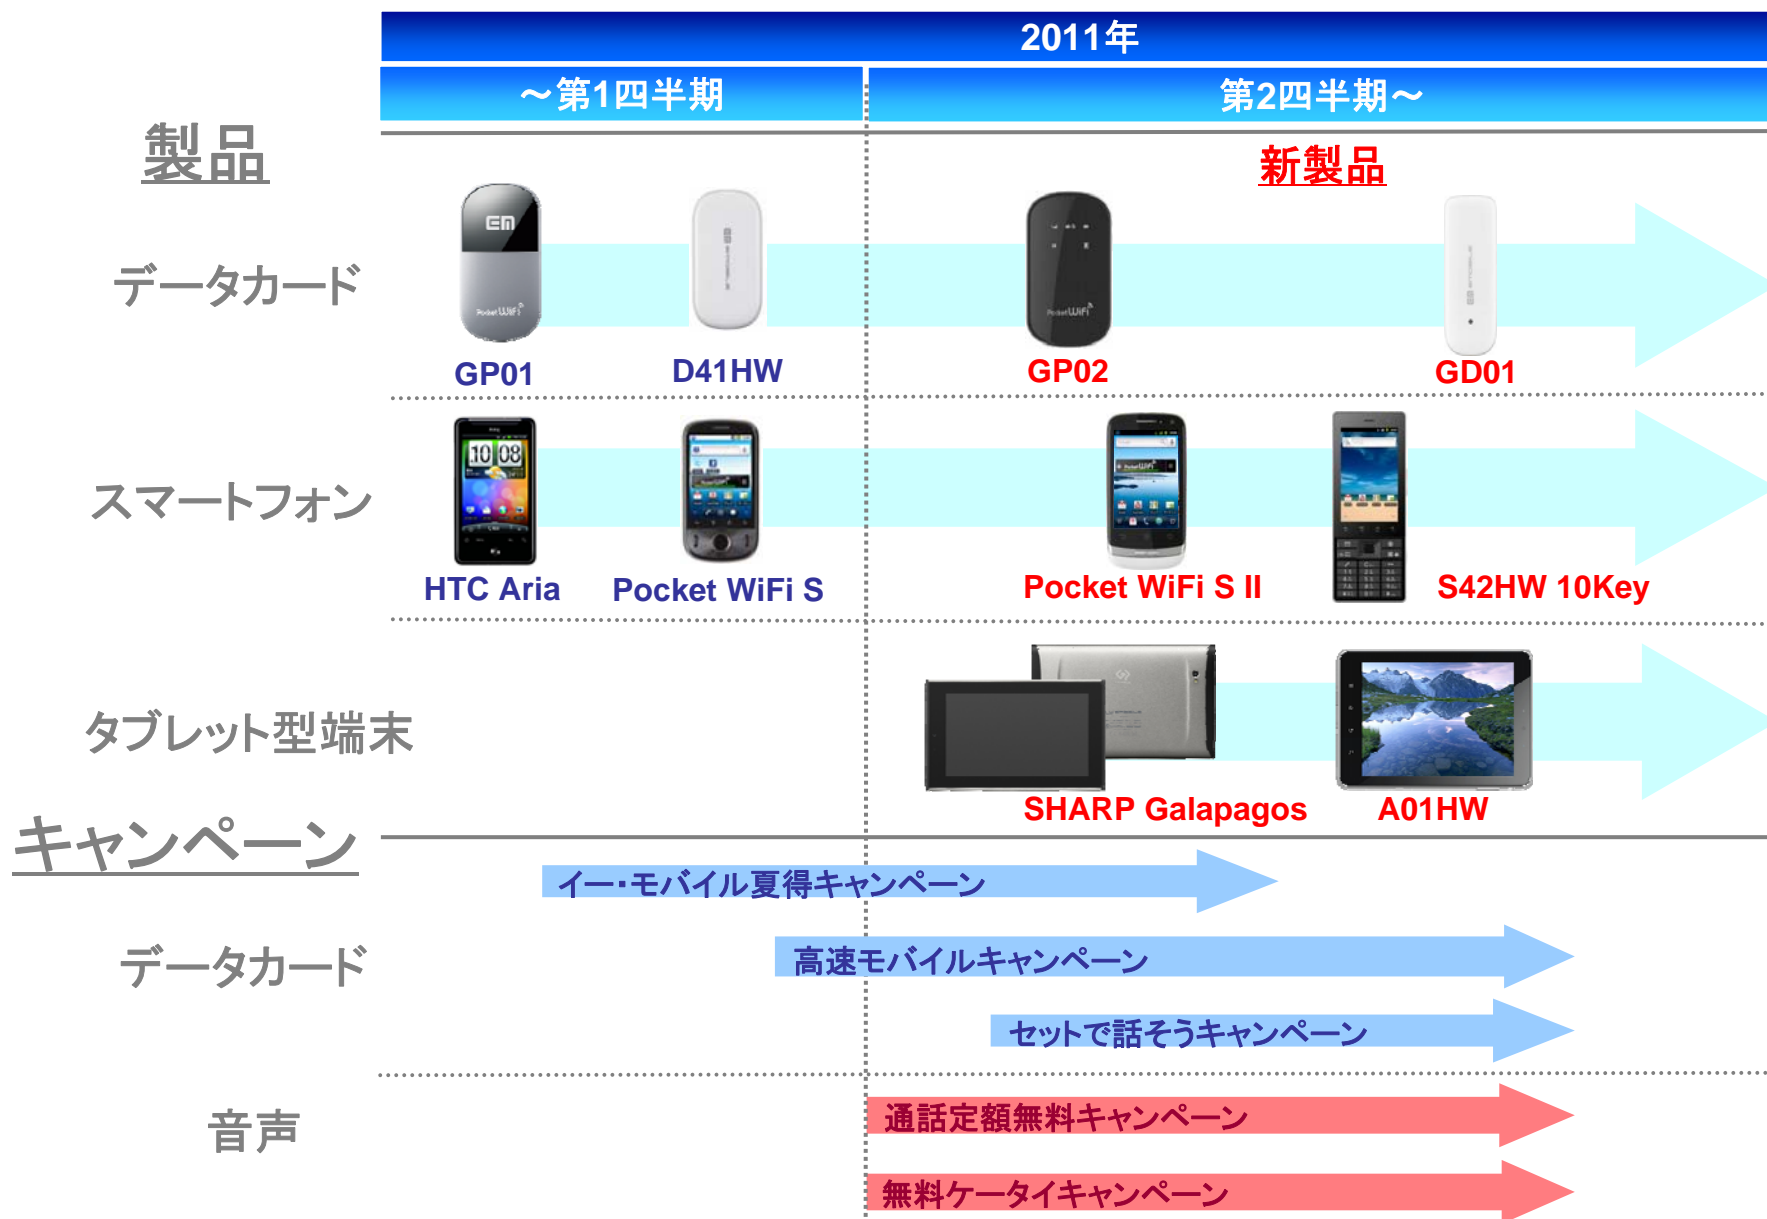 2011年
～第1四半期
第2四半期～
製品
新製品
EM
Pocket WiFi
Pocket WiFi
データカード
GP01
D41HW
GP02
GD01
10 08
スマートフォン
HTC Aria
Pocket WiFi S
Pocket WiFi S II
S42HW 10Key
タブレット型端末
SHARP Galapagos
A01HW
キャンペーン
イー・モバイル夏得キャンペーン
データカード
高速モバイルキャンペーン
セットで話そうキャンペーン
音声
通話定額無料キャンペーン
無料ケータイキャンペーン